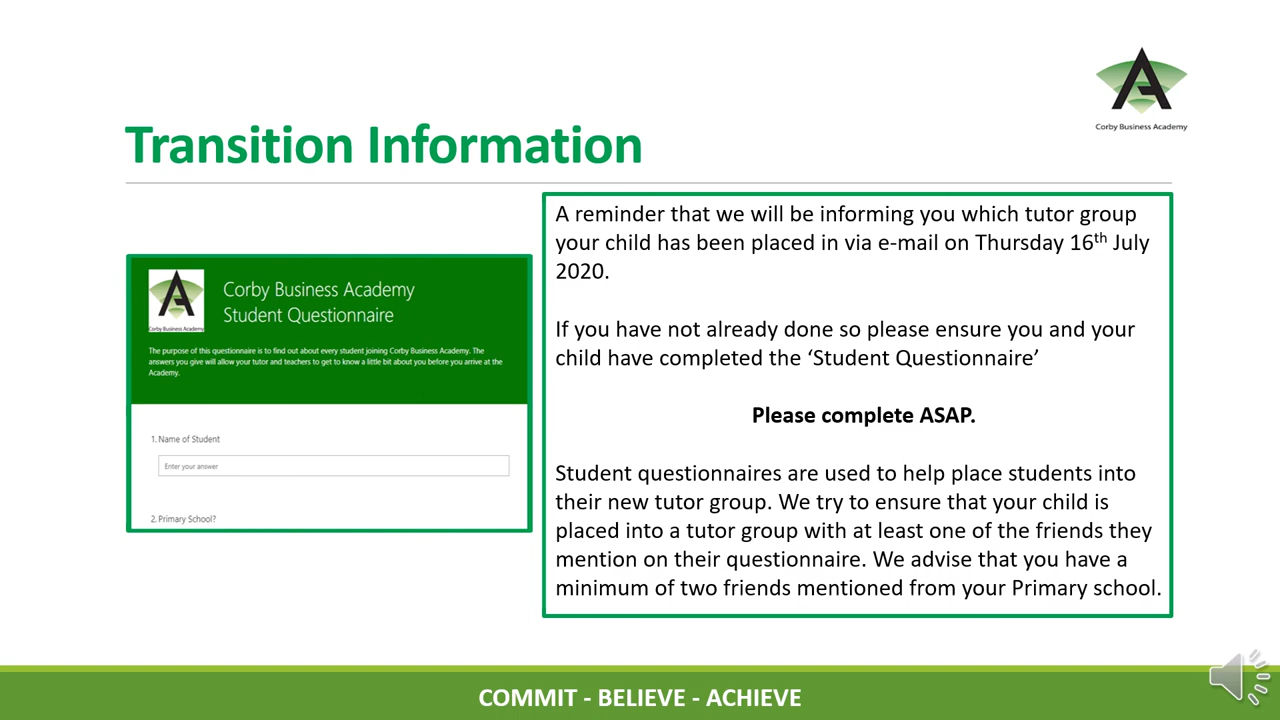 Corby Business Academy
Transition Information
A reminder that we will be informing you which tutor group
your child has been placed in via e-mail on Thursday 16th July
2020.
If you have not already done so please ensure you and your
child have completed the ‘Student Questionnaire’
Please complete ASAP.
Student questionnaires are used to help place students into
their new tutor group. We try to ensure that your child is
placed into a tutor group with at least one of the friends they
mention on their questionnaire. We advise that you have a
minimum of two friends mentioned from your Primary school.
Corby Business Academy
Corby Business Academy
Student Questionnaire
The purpose of this questionnaire is to find out about every student joining Corby Business Academy. The
answers you give will allow your tutor and teachers to get to know a little bit about you before you arrive at the
Academy.
1. Name of Student
Enter your answer
2. Primary School?
COMMIT - BELIEVE - ACHIEVE